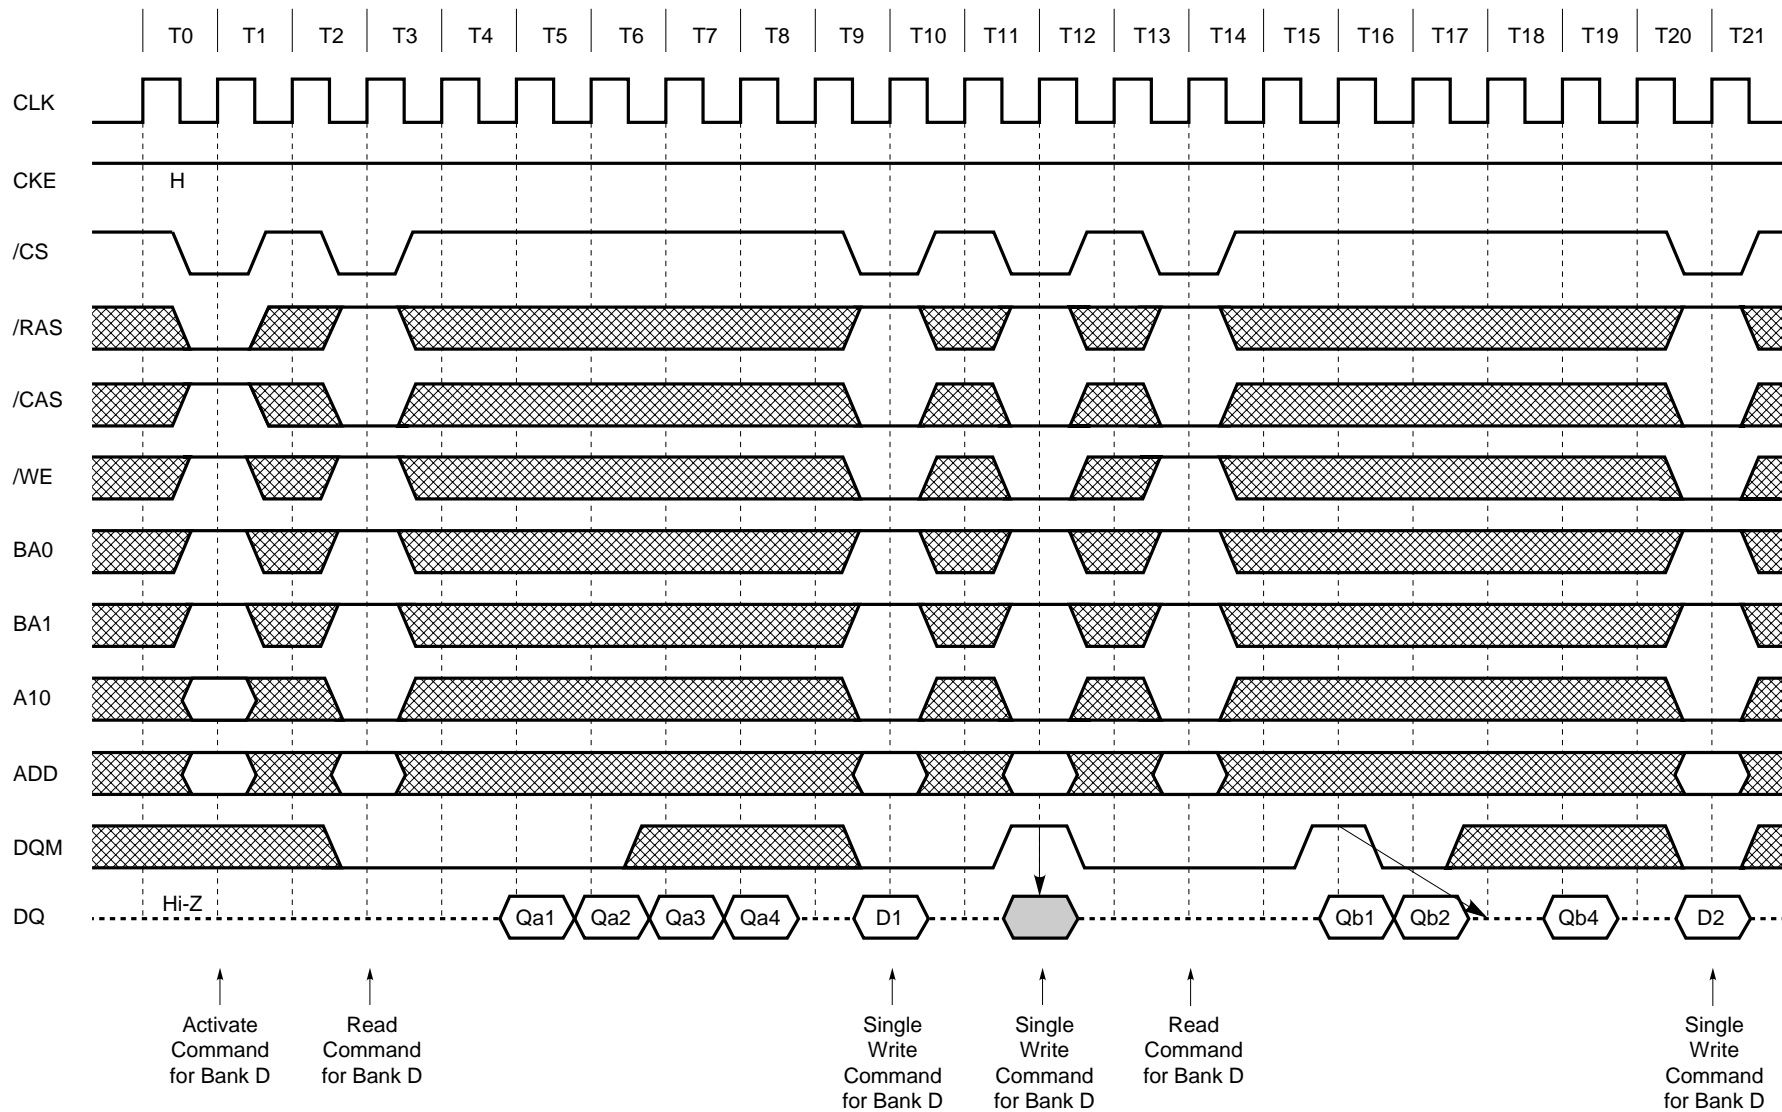 T0 T1 T2 T3 T4 T5 T6 T7 T8 T9 T10 T11 T12 T13 T14 T15 T16 T17 T18 T19 T20 T21
CLK
CKE H
/CS
/RAS
/CAS
/WE
BA0
BA1
A10
ADD
DQM
DQ Hi-Z Qa1 Qa2 Qa3 Qa4 D1 Qb1 Qb2 Qb4 D2
Activate
Command
for Bank D
Read
Command
for Bank D
Single
Write
Command
for Bank D
Single
Write
Command
for Bank D
Read
Command
for Bank D
Single
Write
Command
for Bank D